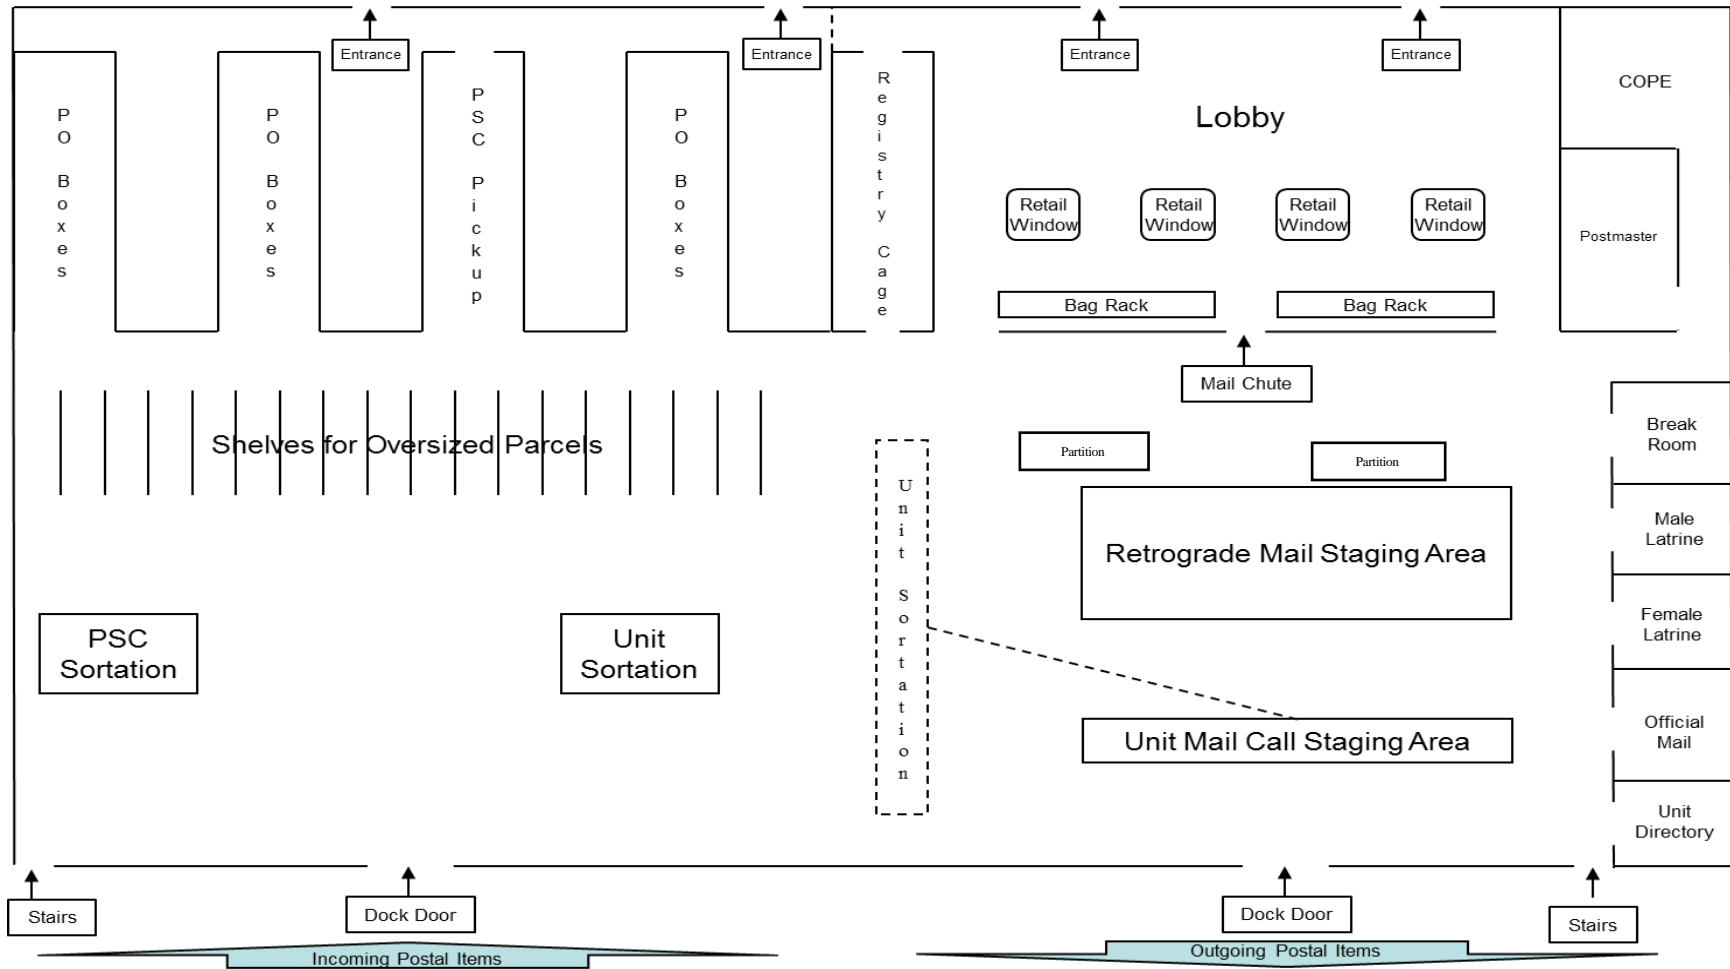 Entrance
Entrance
Entrance
Entrance
PO Boxes
PO Boxes
PSC Pickup
PO Boxes
Registry Cage
Lobby
COPE
Retail
Window
Retail
Window
Retail
Window
Retail
Window
Postmaster
Bag Rack
Bag Rack
Mail Chute
Shelves for Oversized Parcels
Partition
Partition
Break
Room
Unit Sortation
Retrograde Mail Staging Area
Male
Latrine
PSC
Sortation
Unit
Sortation
Female
Latrine
Unit Mail Call Staging Area
Official
Mail
Unit
Directory
Stairs
Dock Door
Dock Door
Stairs
Incoming Postal Items
Outgoing Postal Items